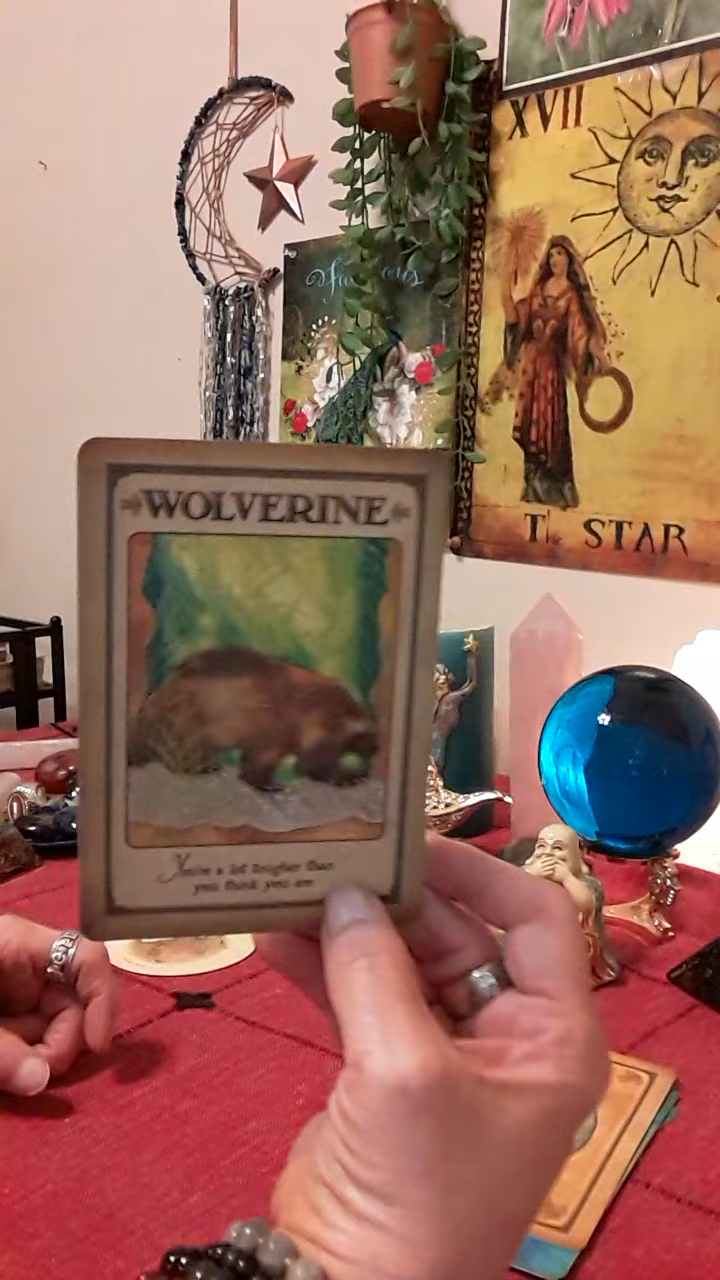 XVII
The STAR
WOLVERINE
You're a lot tougher than
you think you are